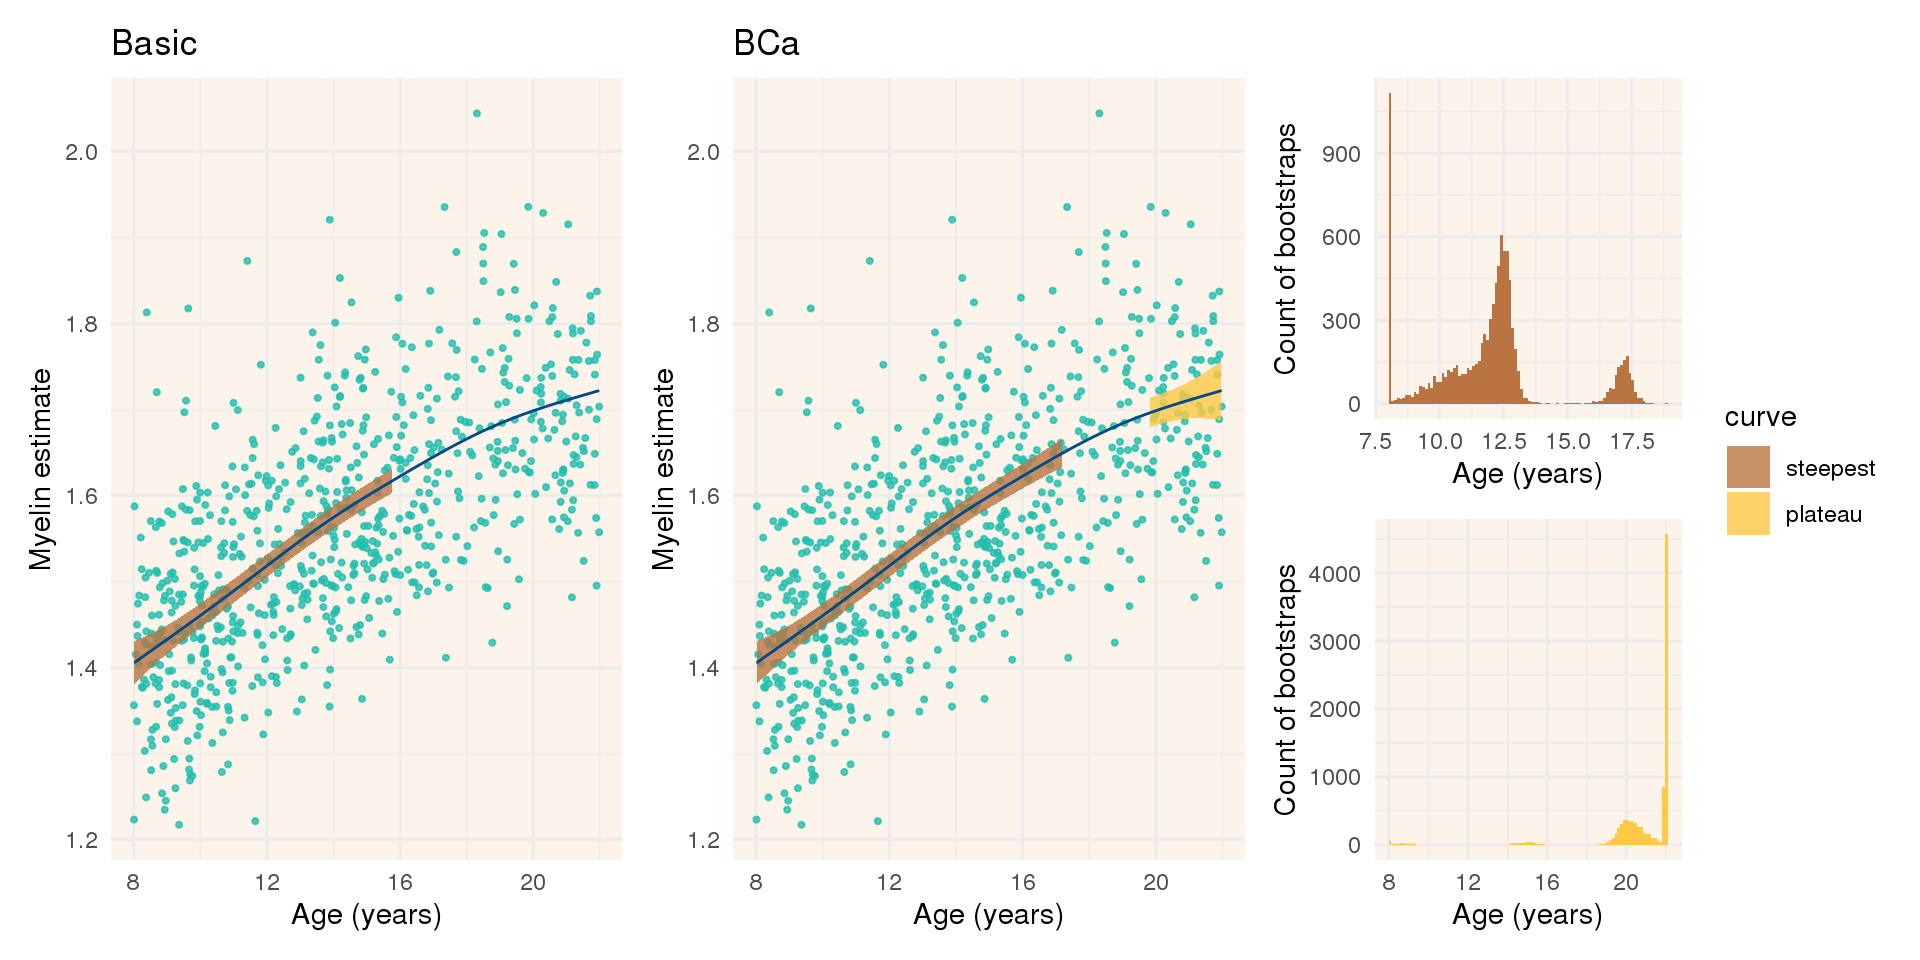 Basic
Myelin estimate
2.0
1.8
1.6
1.4
1.2
8 12 16 20
Age (years)
BCa
Myelin estimate
2.0
1.8
1.6
1.4
1.2
8 12 16 20
Age (years)
Count of bootstraps
900
600
300
0
7.5 10.0 12.5 15.0 17.5
Age (years)
Count of bootstraps
4000
3000
2000
1000
0
8 12 16 20
Age (years)
curve
steepest
plateau